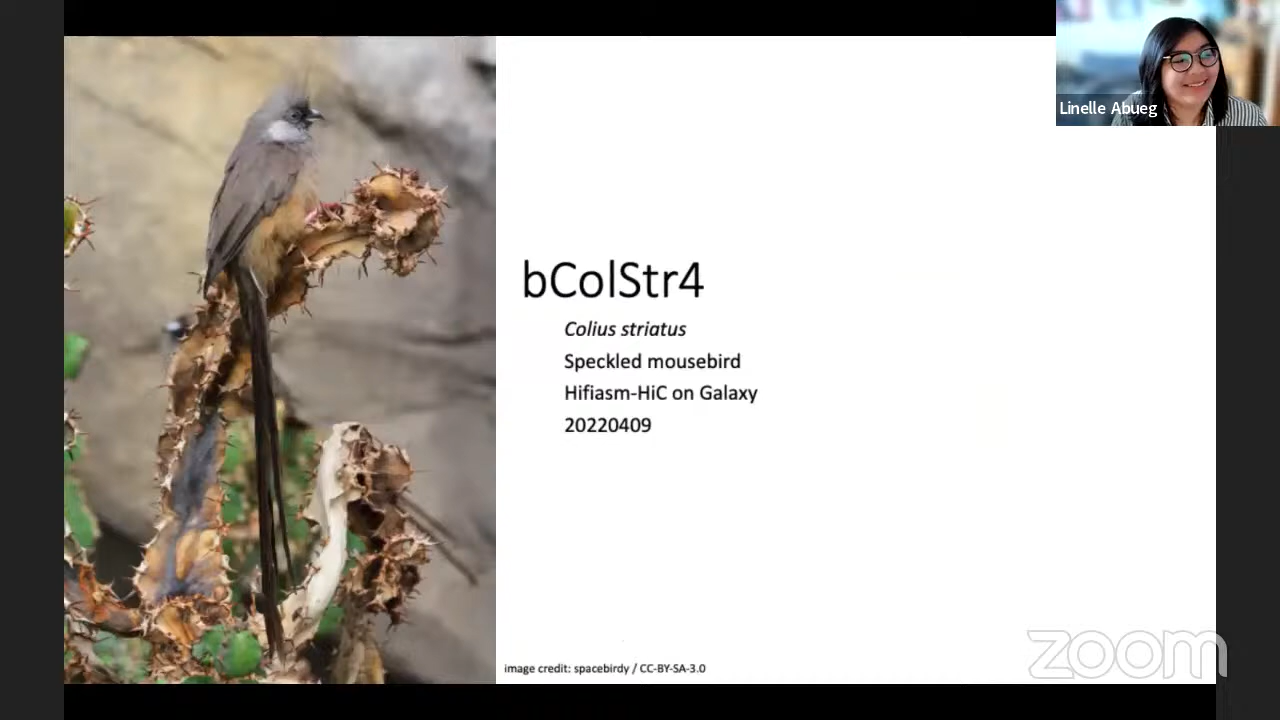 Linelle Abueg
bColStr4
Colius striatus
Speckled mousebird
Hifiasm-HiC on Galaxy
20220409
image credit: spacebirdy / CC-BY-SA-3.0
zoom